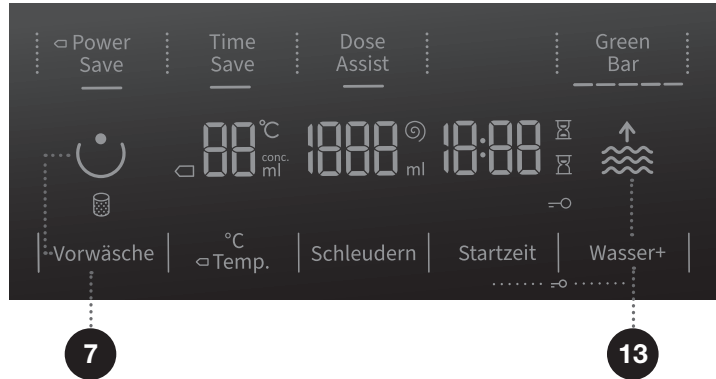 Power
Save
Time
Save
Dose
Assist
Green
Bar
88°C
conc.
ml
1888
ml
18:88
Vorwäsche
°C
Temp.
Schleudern
Startzeit
Wasser+
7
13